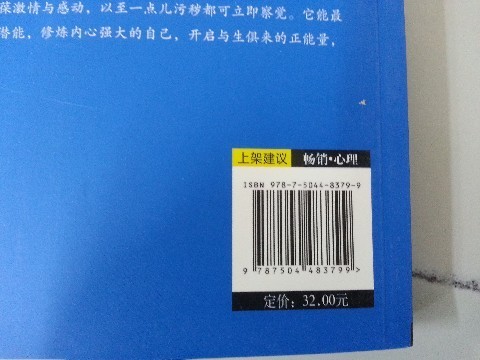 葆激情与感动，以至一点儿污秽都可立即察觉。它能最
潜能，修炼内心强大的自己，开启与生俱来的正能量，
上架建议 畅销·心理
ISBN 978-7-5044-8379-9
9 787504 483799 >
定价：32.00元